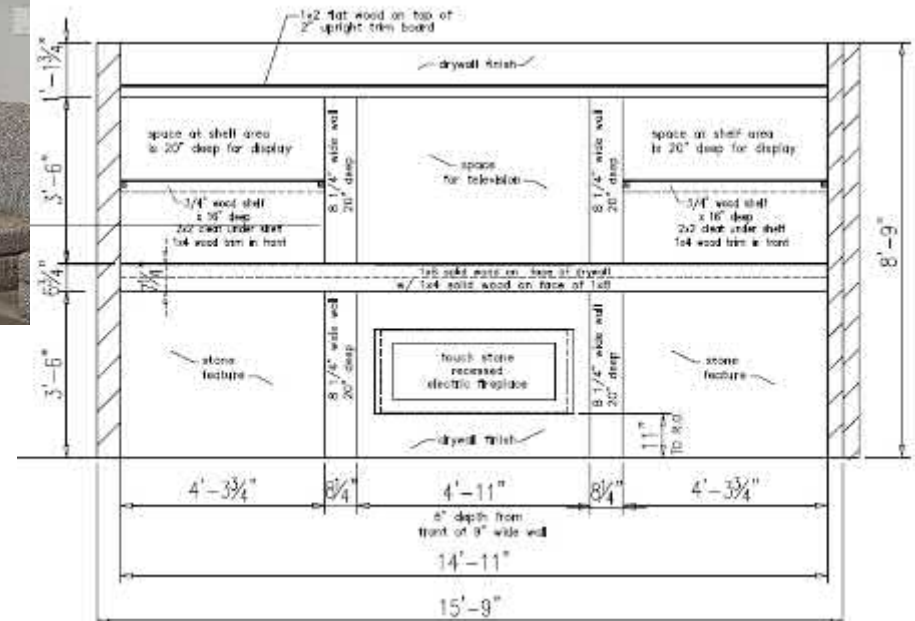 1x2 flat wood on top of
2" upright trim board
drywall finish
1'-1¾"
space at shelf area
is 20" deep for display
8 1/4" wide wall
20" deep
space
for television
8 1/4" wide wall
20" deep
space at shelf area
is 20" deep for display
3'-6"
3/4" wood shelf
x 16" deep
2x2 cleat under shelf
1x4 wood trim in front
3/4" wood shelf
x 16" deep
2x2 cleat under shelf
1x4 wood trim in front
8'-9"
6¾"
1x8 solid wood on face of drywall
w/ 1x4 solid wood on face of 1x8
3'-6"
stone
feature
8 1/4" wide wall
20" deep
touch stone
recessed
electric fireplace
8 1/4" wide wall
20" deep
stone
feature
drywall finish
11"
To R.O.
4'-3¾"
8¼"
4'-11"
8¼"
4'-3¾"
6" depth from
front of 9" wide wall
14'-11"
15'-9"